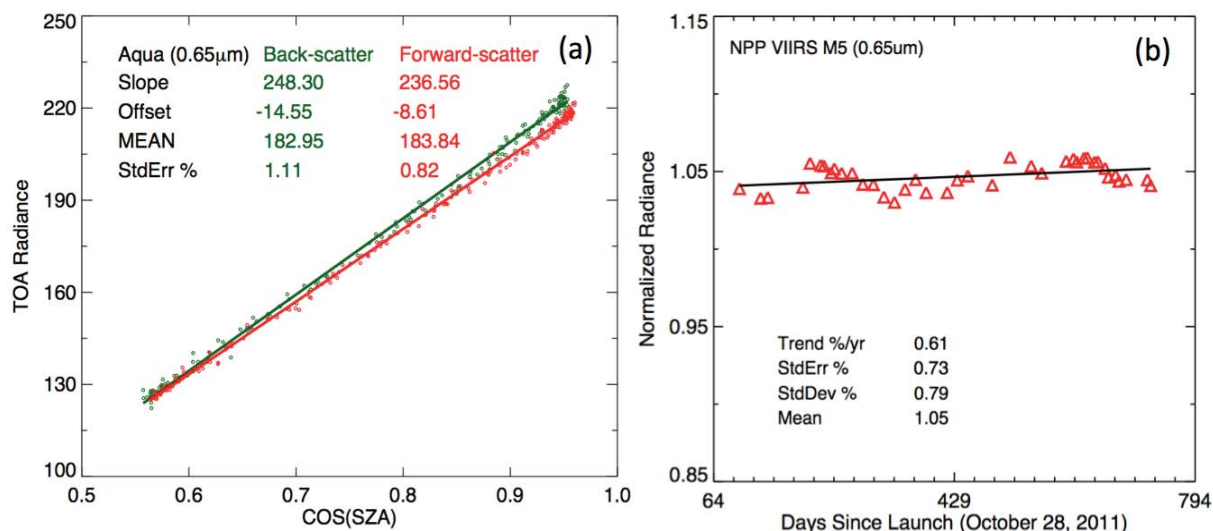 250
220
190
160
130
100
TOA Radiance
(a)
Aqua (0.65μm) Back-scatter Forward-scatter
Slope 248.30 236.56
Offset -14.55 -8.61
MEAN 182.95 183.84
StdErr % 1.11 0.82
0.5 0.6 0.7 0.8 0.9 1.0
COS(SZA)
1.15
1.05
0.95
0.85
Normalized Radiance
NPP VIIRS M5 (0.65um) (b)
Trend %/yr 0.61
StdErr % 0.73
StdDev % 0.79
Mean 1.05
64 429 794
Days Since Launch (October 28, 2011)